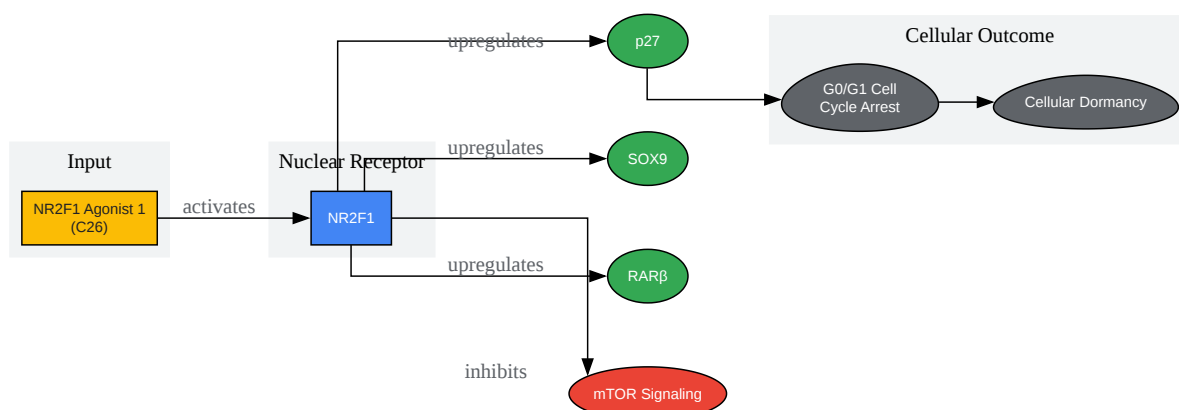 upregulates
p27
Cellular Outcome
G0/G1 Cell
Cycle Arrest
Cellular Dormancy
Input
Nuclear Receptor
upregulates
SOX9
NR2F1 Agonist 1
(C26)
activates
NR2F1
upregulates
RARβ
inhibits
mTOR Signaling